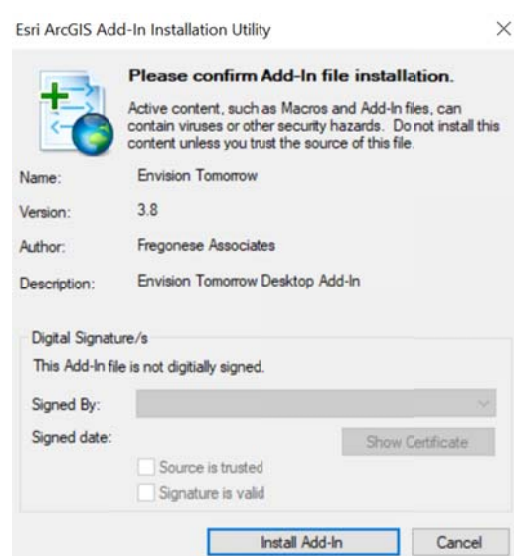 Esri ArcGIS Add-In Installation Utility
Please confirm Add-In file installation.
Active content, such as Macros and Add-In files, can
contain viruses or other security hazards. Do not install this
content unless you trust the source of this file.
Name: Envision Tomorrow
Version: 3.8
Author: Fregonese Associates
Description: Envision Tomorrow Desktop Add-In
Digital Signature/s
This Add-In file is not digitially signed.
Signed By:
Signed date: Show Certificate
Source is trusted
Signature is valid
Install Add-In Cancel